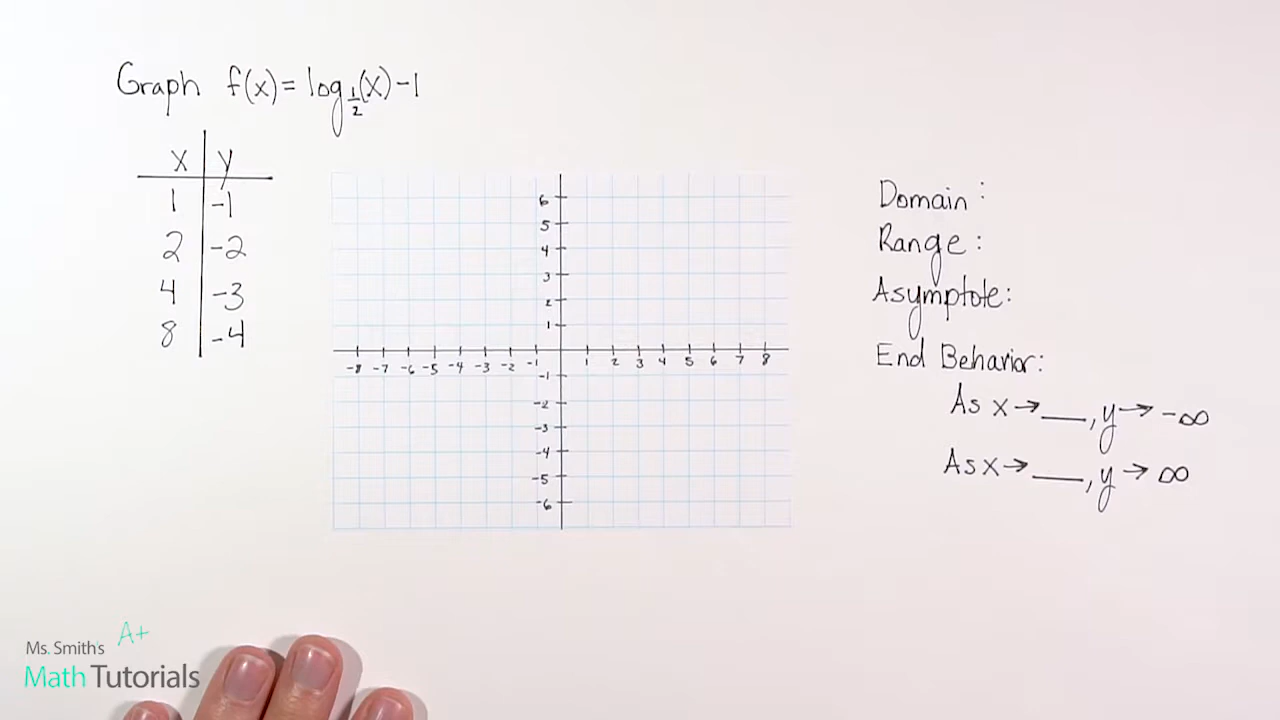 Graph f(x) = log_{1/2}(x) - 1
x y
1 -1
2 -2
4 -3
8 -4
6
5
4
3
2
1
-8 -7 -6 -5 -4 -3 -2 -1 1 2 3 4 5 6 7 8
-1
-2
-3
-4
-5
-6
Domain:
Range:
Asymptote:
End Behavior:
As x→___, y→ -∞
As x→___, y→ ∞
A+
Ms. Smith's
Math Tutorials